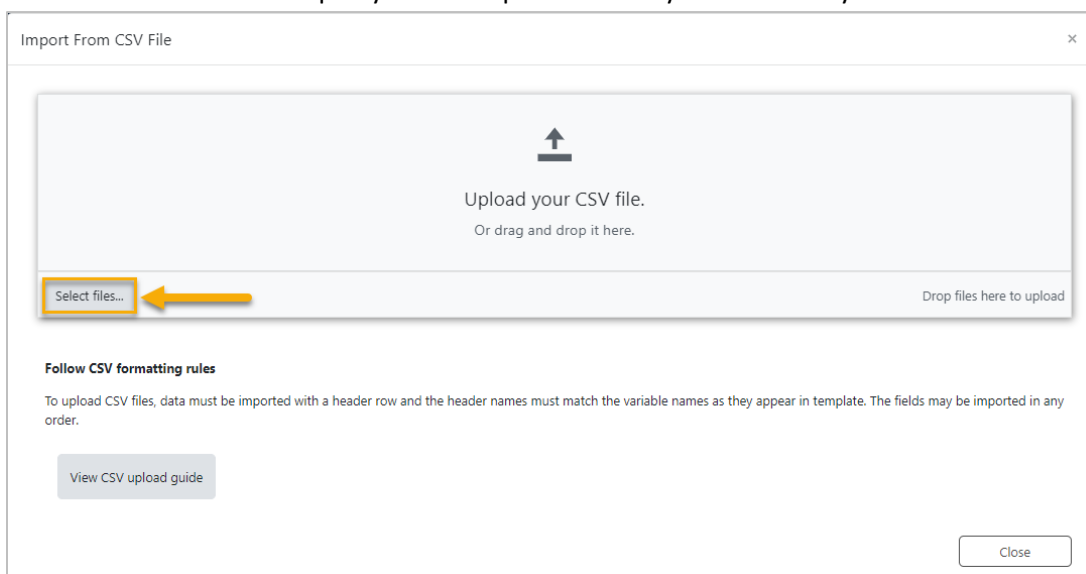 Import From CSV File ×
Upload your CSV file.
Or drag and drop it here.
Select files...
Drop files here to upload
Follow CSV formatting rules
To upload CSV files, data must be imported with a header row and the header names must match the variable names as they appear in template. The fields may be imported in any
order.
View CSV upload guide
Close